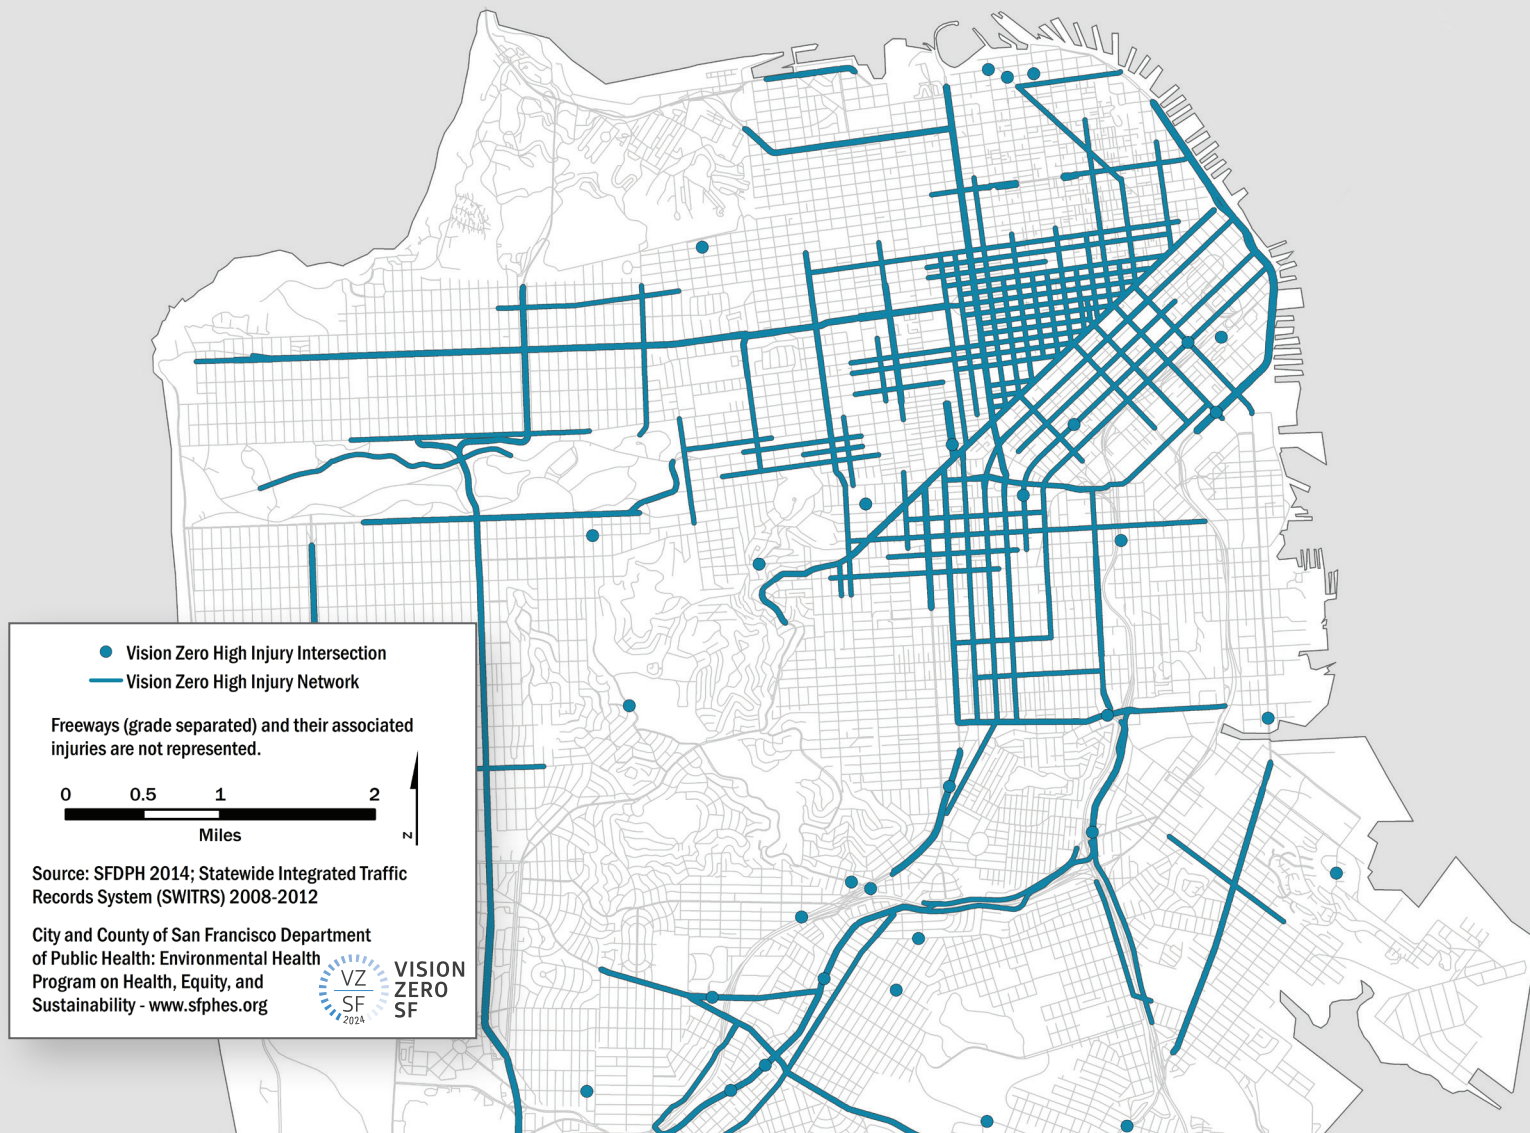 Vision Zero High Injury Intersection
Vision Zero High Injury Network
Freeways (grade separated) and their associated
injuries are not represented.
0 0.5 1 2
Miles
N
Source: SFDPH 2014; Statewide Integrated Traffic
Records System (SWITRS) 2008-2012
City and County of San Francisco Department
of Public Health: Environmental Health
Program on Health, Equity, and
Sustainability - www.sfphes.org
VZ
SF
2024
VISION
ZERO
SF